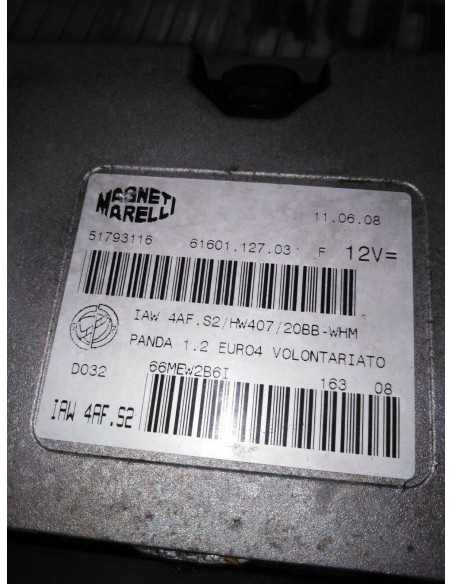 MAGNETI
MARELLI
11.06.08
51793116 61601.127.03 F 12V=
IAW 4AF.S2/HW407/20BB-WHM
PANDA 1.2 EURO4 VOLONTARIATO
D032 66MEW2B6I 163 08
IAW 4AF.S2